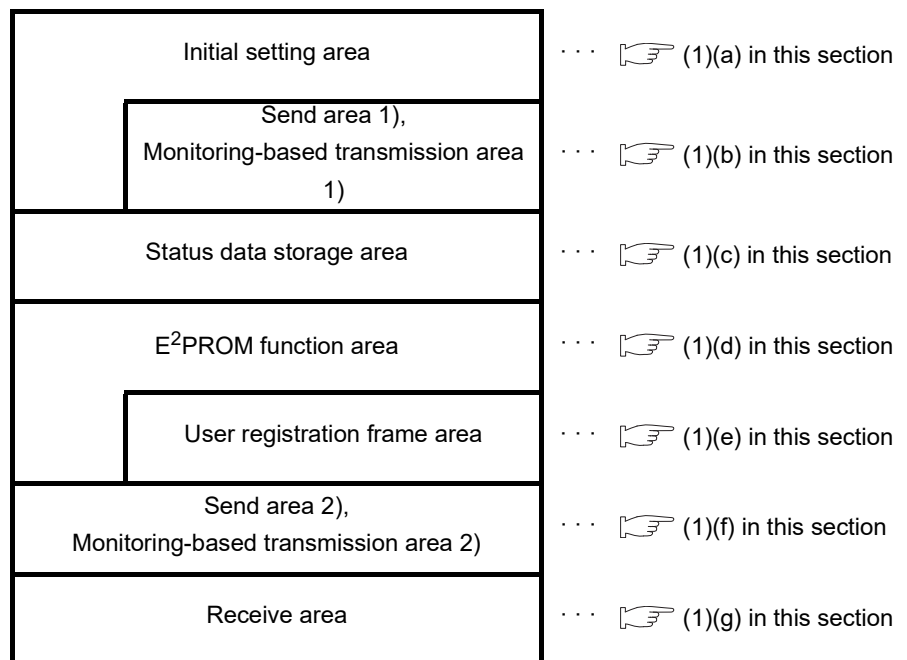 Initial setting area
· · · ☞ (1)(a) in this section
Send area 1),
Monitoring-based transmission area
1)
· · · ☞ (1)(b) in this section
Status data storage area
· · · ☞ (1)(c) in this section
E²PROM function area
· · · ☞ (1)(d) in this section
User registration frame area
· · · ☞ (1)(e) in this section
Send area 2),
Monitoring-based transmission area 2)
· · · ☞ (1)(f) in this section
Receive area
· · · ☞ (1)(g) in this section